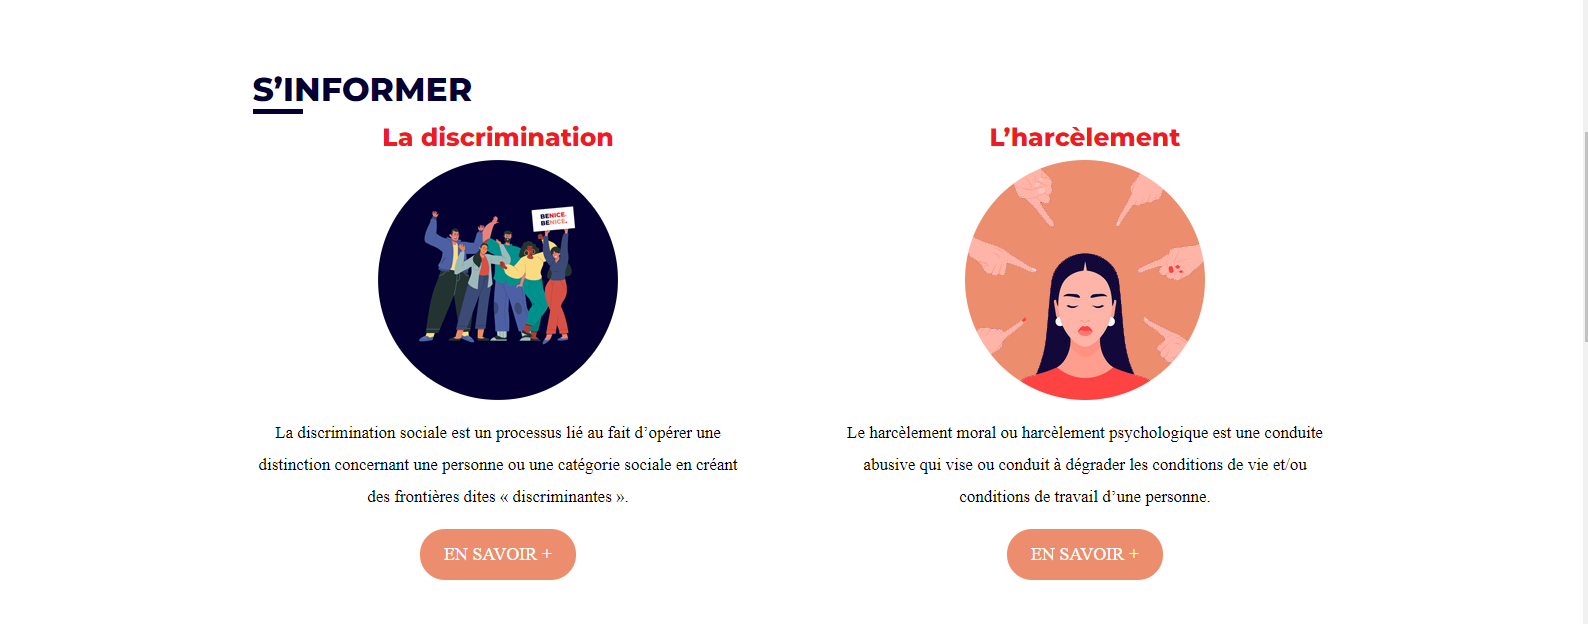 S’INFORMER
La discrimination
BENICE.
BENICE.
La discrimination sociale est un processus lié au fait d’opérer une
distinction concernant une personne ou une catégorie sociale en créant
des frontières dites « discriminantes ».
EN SAVOIR +
L’harcèlement
Le harcèlement moral ou harcèlement psychologique est une conduite
abusive qui vise ou conduit à dégrader les conditions de vie et/ou
conditions de travail d’une personne.
EN SAVOIR +